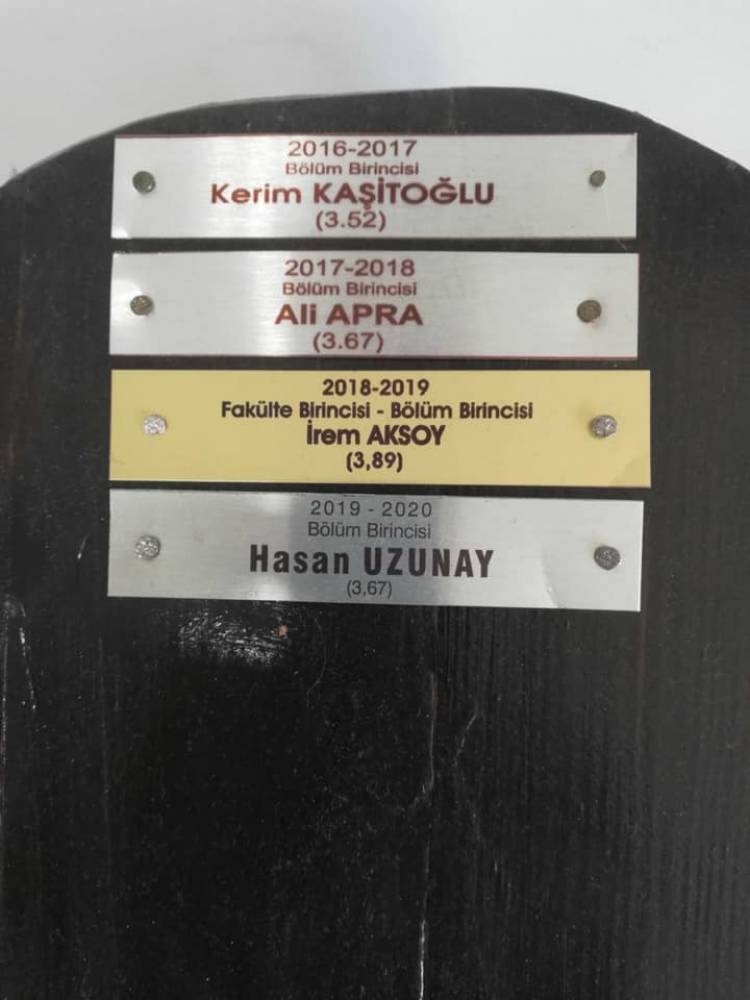 2016-2017
Bölüm Birincisi
Kerim KAŞİTOĞLU
(3.52)
2017-2018
Bölüm Birincisi
Ali APRA
(3.67)
2018-2019
Fakülte Birincisi - Bölüm Birincisi
İrem AKSOY
(3,89)
2019 - 2020
Bölüm Birincisi
Hasan UZUNAY
(3,67)